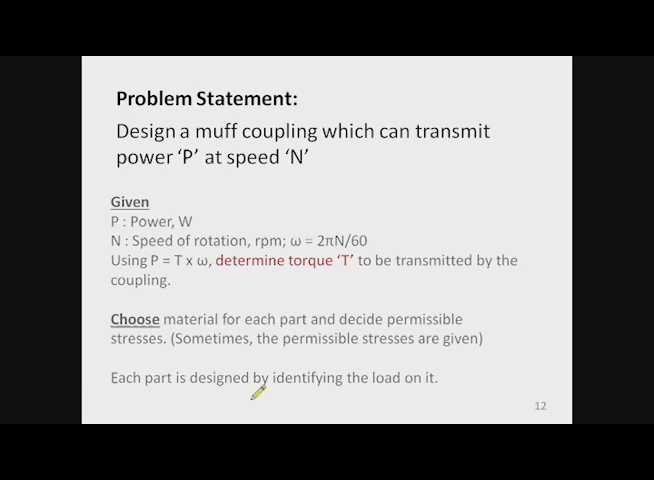 Problem Statement:
Design a muff coupling which can transmit
power ‘P’ at speed ‘N’
Given
P : Power, W
N : Speed of rotation, rpm; ω = 2πN/60
Using P = T x ω, determine torque ‘T’ to be transmitted by the
coupling.
Choose material for each part and decide permissible
stresses. (Sometimes, the permissible stresses are given)
Each part is designed by identifying the load on it.
12